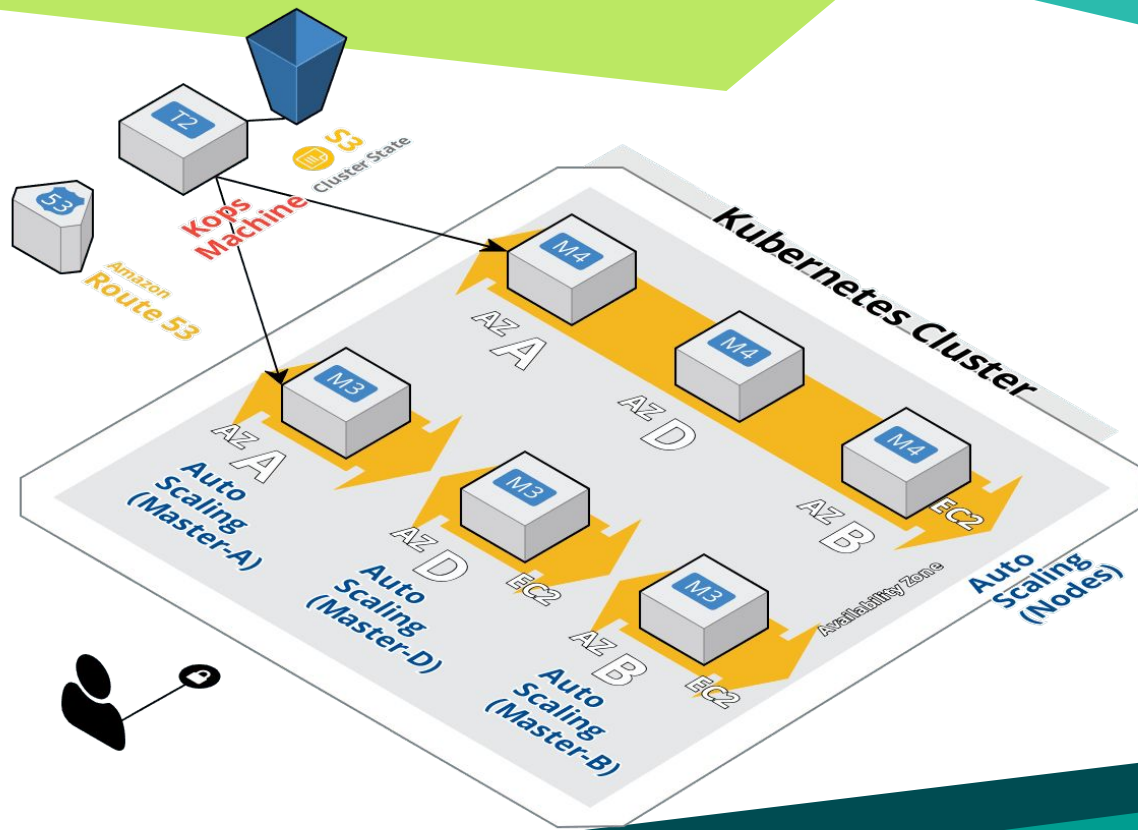 T2
S3
Cluster State
53
Kops
Machine
Amazon
Route 53
Kubernetes Cluster
M4
AZ A
M4
AZ D
M4
AZ B
EC2
Auto
Scaling
(Nodes)
M3
AZ A
Auto
Scaling
(Master-A)
M3
AZ D
EC2
Auto
Scaling
(Master-D)
M3
AZ B
EC2
Auto
Scaling
(Master-B)
Availability Zone